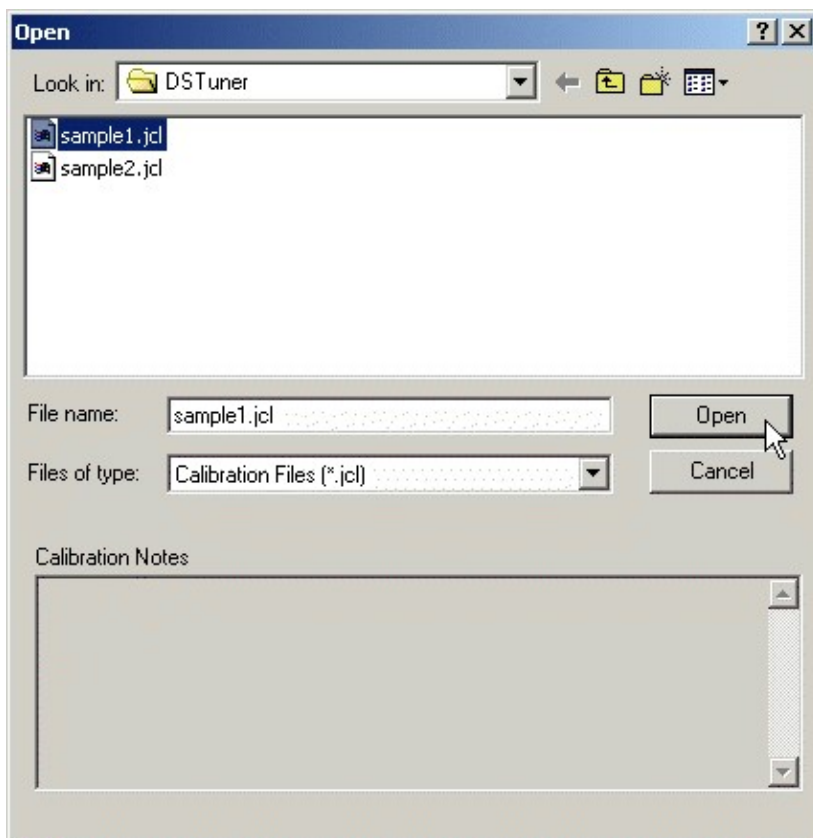 Open
Look in: DSTuner
sample1.jcl
sample2.jcl
File name: sample1.jcl Open
Files of type: Calibration Files (*.jcl) Cancel
Calibration Notes